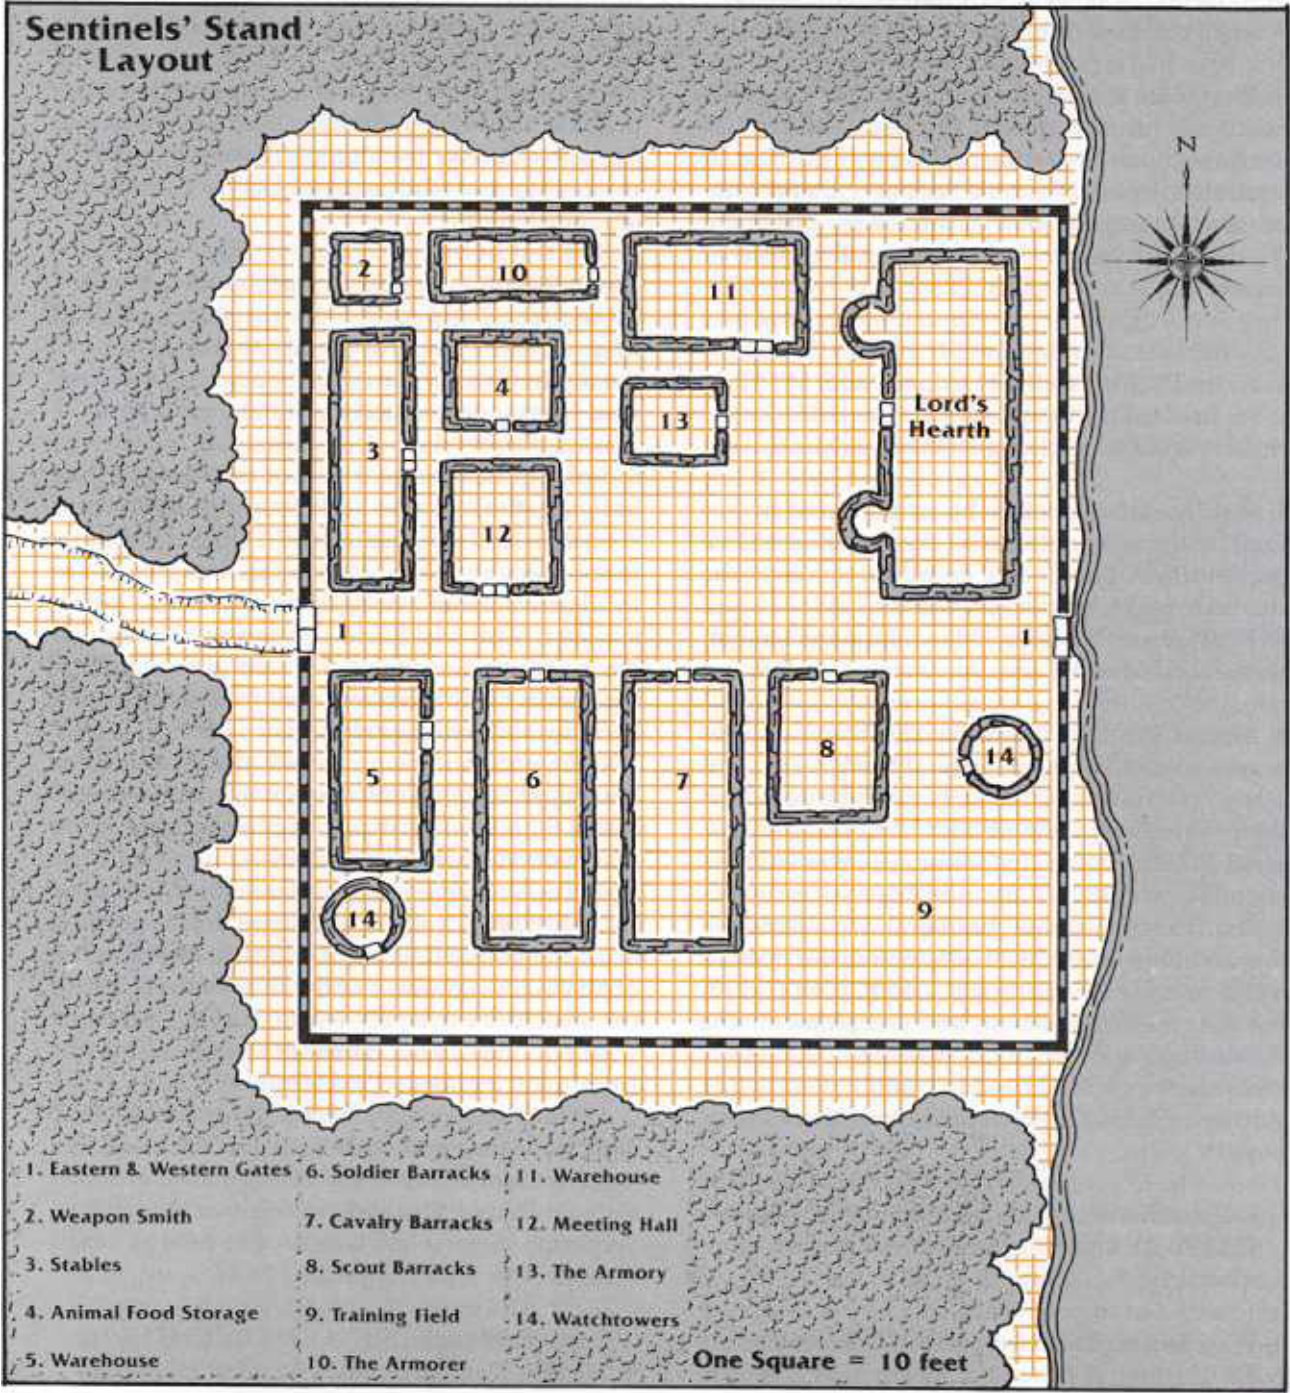 Sentinels' Stand
Layout
N
2
10
11
4
13
Lord's
Hearth
3
12
1
1
5
6
7
8
14
14
9
1. Eastern & Western Gates
2. Weapon Smith
3. Stables
4. Animal Food Storage
5. Warehouse
6. Soldier Barracks
7. Cavalry Barracks
8. Scout Barracks
9. Training Field
10. The Armorer
11. Warehouse
12. Meeting Hall
13. The Armory
14. Watchtowers
One Square = 10 feet